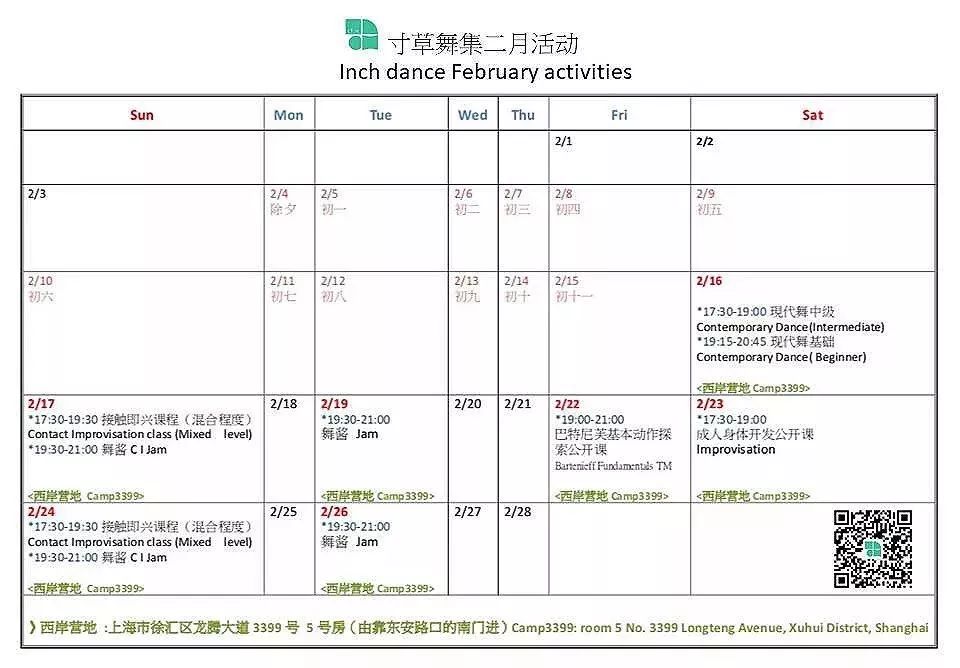 寸草舞集二月活动
Inch dance February activities
Sun Mon Tue Wed Thu Fri Sat
2/1 2/2
2/3 2/4 2/5 2/6 2/7 2/8 2/9
除夕 初一 初二 初三 初四 初五
2/10 2/11 2/12 2/13 2/14 2/15 2/16
初六 初七 初八 初九 初十 初十一
*17:30-19:00 現代舞中级
Contemporary Dance(Intermediate)
*19:15-20:45 现代舞基础
Contemporary Dance( Beginner)
<西岸营地 Camp3399>
2/17
*17:30-19:30 接触即兴课程（混合程度）
Contact Improvisation class (Mixed level)
*19:30-21:00 舞酱 C I Jam
<西岸营地 Camp3399>
2/18
2/19
*19:30-21:00
舞酱 Jam
<西岸营地 Camp3399>
2/20
2/21
2/22
*19:00-21:00
巴特尼芙基本动作探
索公开课
Bartenieff Fundamentals TM
<西岸营地 Camp3399>
2/23
*17:30-19:00
成人身体开发公开课
Improvisation
<西岸营地 Camp3399>
2/24
*17:30-19:30 接触即兴课程（混合程度）
Contact Improvisation class (Mixed level)
*19:30-21:00 舞酱 C I Jam
<西岸营地 Camp3399>
2/25
2/26
*19:30-21:00
舞酱 Jam
<西岸营地 Camp3399>
2/27
2/28
》西岸营地 :上海市徐汇区龙腾大道 3399 号 5 号房（由靠东安路口的南门进）Camp3399: room 5 No. 3399 Longteng Avenue, Xuhui District, Shanghai